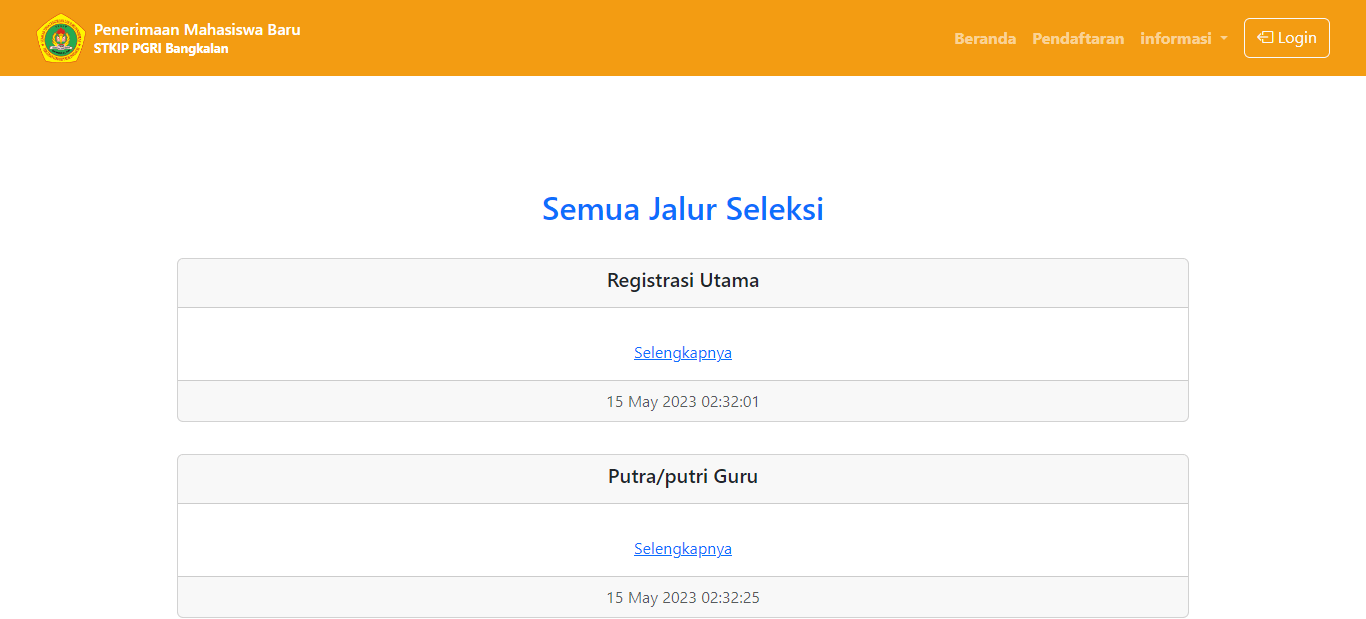 Penerimaan Mahasiswa Baru
STKIP PGRI Bangkalan
Beranda Pendaftaran informasi Login
Semua Jalur Seleksi
Registrasi Utama
Selengkapnya
15 May 2023 02:32:01
Putra/putri Guru
Selengkapnya
15 May 2023 02:32:25